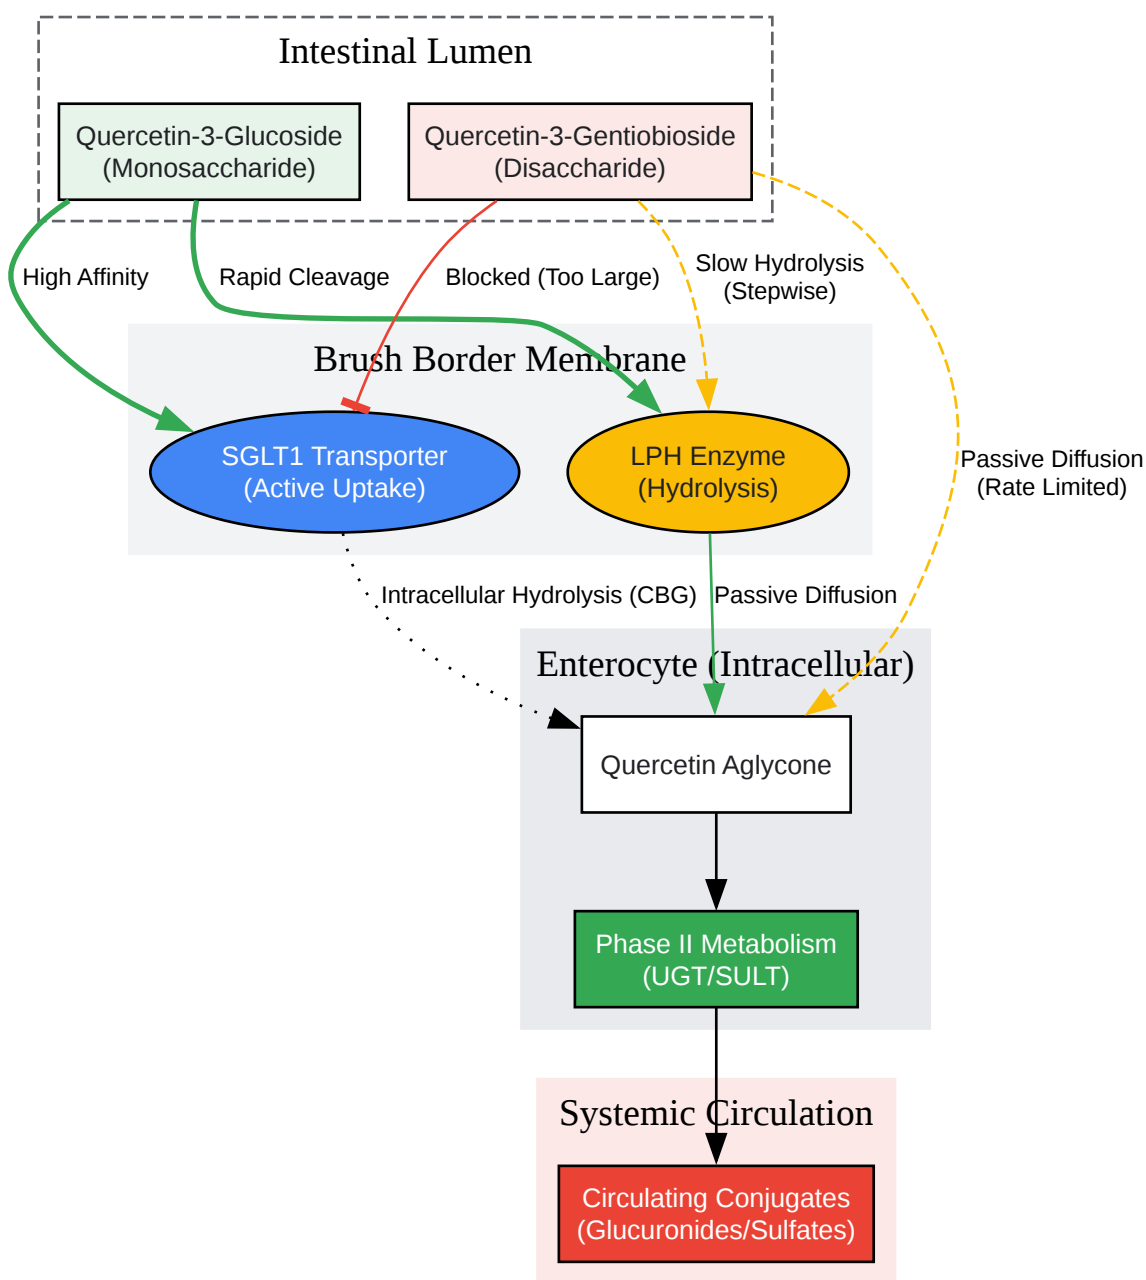 Intestinal Lumen
Quercetin-3-Glucoside
(Monosaccharide)
Quercetin-3-Gentiobioside
(Disaccharide)
High Affinity
Rapid Cleavage
Blocked (Too Large)
Slow Hydrolysis
(Stepwise)
Brush Border Membrane
SGLT1 Transporter
(Active Uptake)
LPH Enzyme
(Hydrolysis)
Passive Diffusion
(Rate Limited)
Intracellular Hydrolysis (CBG)
Passive Diffusion
Enterocyte (Intracellular)
Quercetin Aglycone
Phase II Metabolism
(UGT/SULT)
Systemic Circulation
Circulating Conjugates
(Glucuronides/Sulfates)